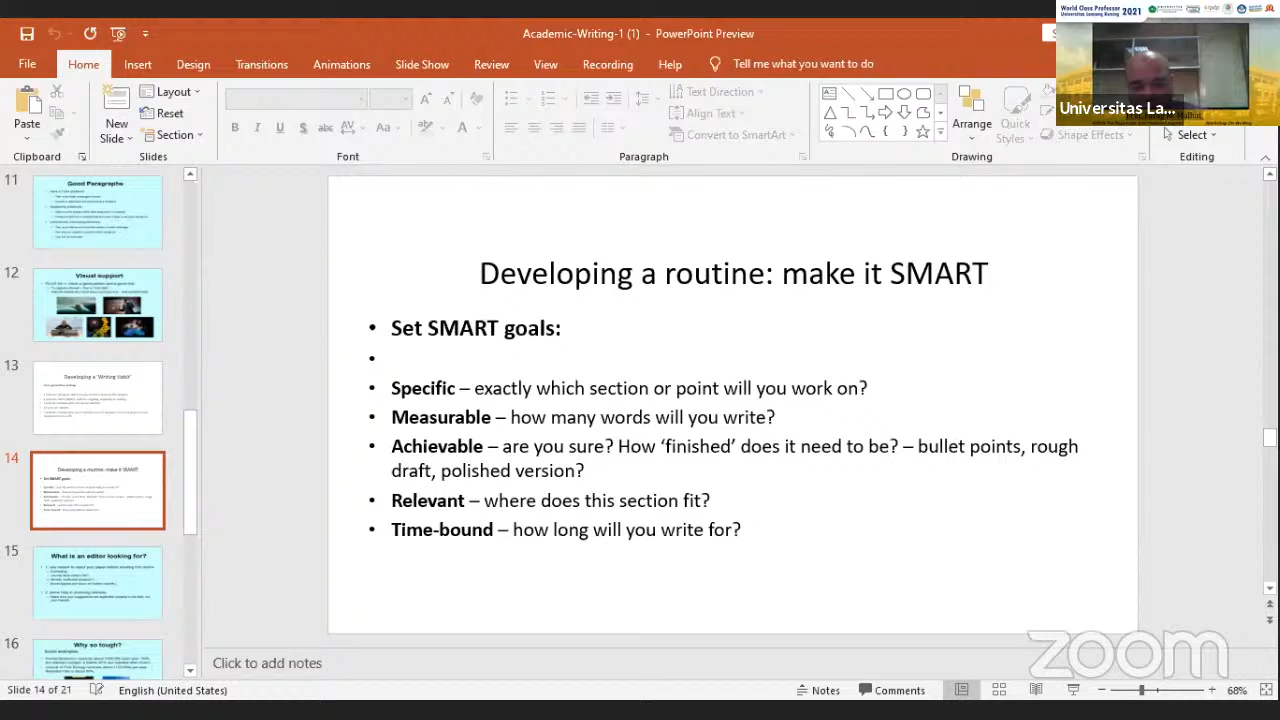 Academic-Writing-1 (1) - PowerPoint Preview
World Class Professor
Universitas Lancang Kuning 2021
File Home Insert Design Transitions Animations Slide Show Review View Recording Help Tell me what you want to do
Universitas La...
Paste
New
Slide
Layout
Reset
Section
Text Direction
Align Text
Convert to SmartArt
Arrange
Quick
Styles
Shape Effects
Select
Clipboard Slides Font Paragraph Drawing Editing
11
Good Paragraphs
12
Visual support
13
Developing a 'Writing Habit'
14
Developing a routine: make it SMART
15
What is an editor looking for?
16
Why so tough?
Developing a routine: make it SMART
• Set SMART goals:
•
• Specific – exactly which section or point will you work on?
• Measurable – how many words will you write?
• Achievable – are you sure? How ‘finished’ does it need to be? – bullet points, rough
draft, polished version?
• Relevant – where does this section fit?
• Time-bound – how long will you write for?
zoom
Click to add notes
Slide 14 of 21 English (United States) Notes Comments 68%